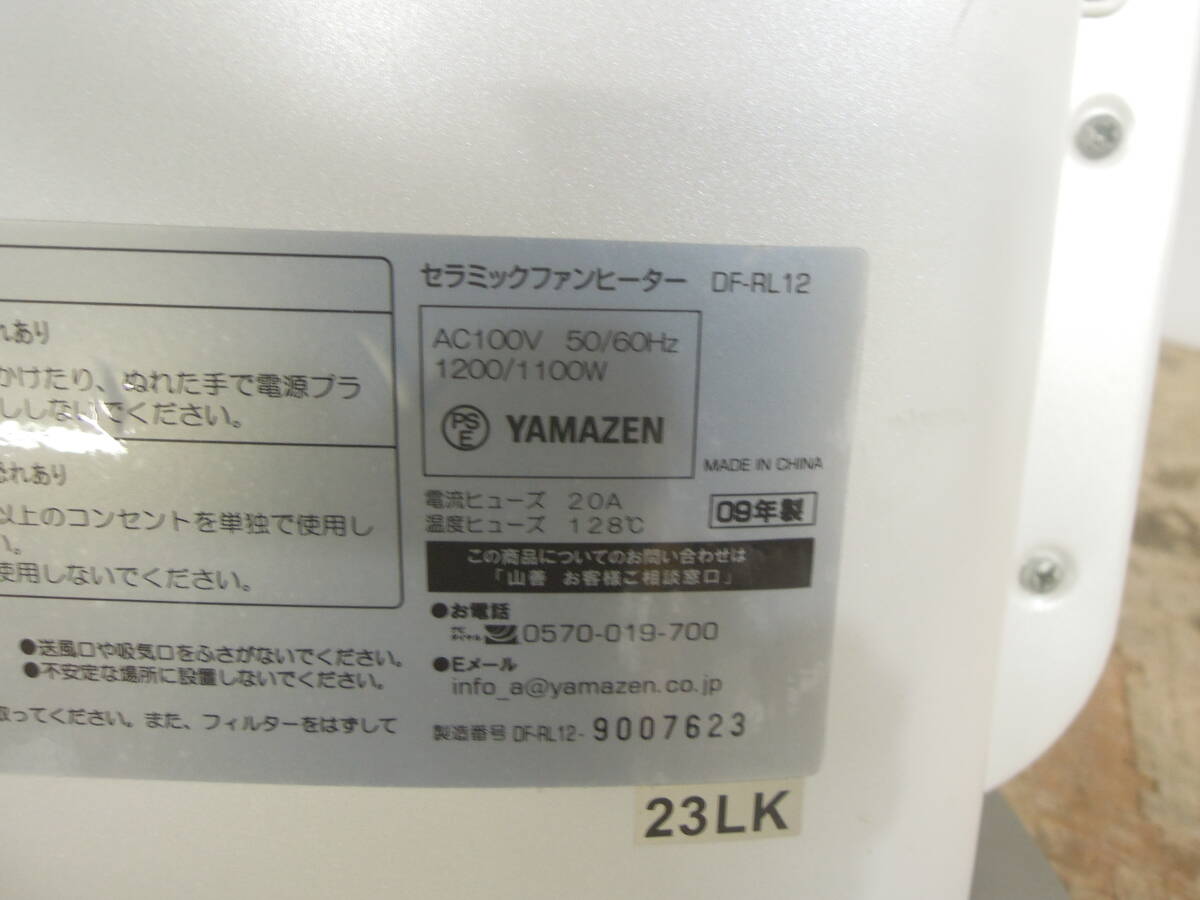 れあり
かけたり、ぬれた手で電源プラ
ししないでください。
恐れあり
以上のコンセントを単独で使用し
い。
使用しないでください。
●送風口や吸気口をふさがないでください。
●不安定な場所に設置しないでください。
取ってください。また、フィルターをはずして
セラミックファンヒーター DF-RL12
AC100V 50/60Hz
1200/1100W
PSE YAMAZEN
MADE IN CHINA
電流ヒューズ 20A
温度ヒューズ 128℃
09年製
この商品についてのお問い合わせは
「山善 お客様ご相談窓口」
●お電話
0570-019-700
●Eメール
info_a@yamazen.co.jp
製造番号 DF-RL12- 9007623
23LK